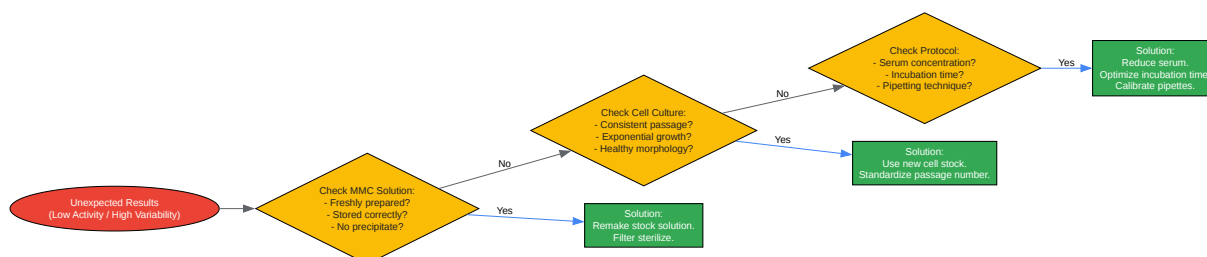 Unexpected Results
(Low Activity / High Variability)
Check MMC Solution:
- Freshly prepared?
- Stored correctly?
- No precipitate?
Yes
Solution:
Remake stock solution.
Filter sterilize.
No
Check Cell Culture:
- Consistent passage?
- Exponential growth?
- Healthy morphology?
Yes
Solution:
Use new cell stock.
Standardize passage number.
No
Check Protocol:
- Serum concentration?
- Incubation time?
- Pipetting technique?
Yes
Solution:
Reduce serum.
Optimize incubation time
Calibrate pipettes.